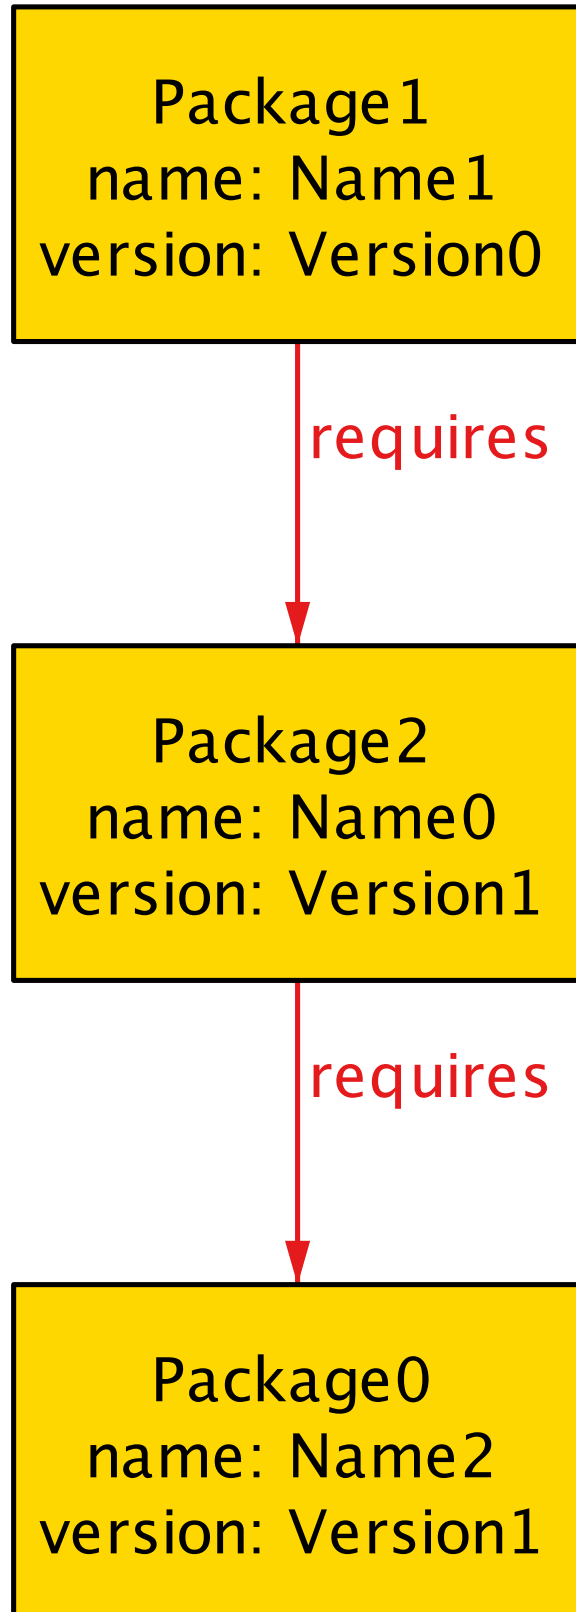 Package1
name: Name1
version: Version0
requires
Package2
name: Name0
version: Version1
requires
Package0
name: Name2
version: Version1